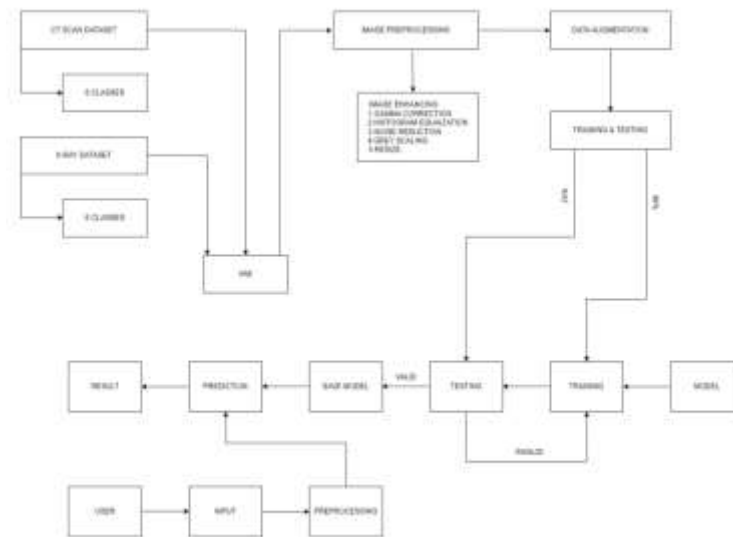 CT SCAN DATASET
IMAGE PREPROCESSING
DATA AUGMENTATION
CLASSES
IMAGE ENHANCING
1 GAMMA CORRECTION
2 HISTOGRAM EQUALIZATION
3 NOISE REDUCTION
4 GREY SCALING
5 RESIZE
TRAINING & TESTING
X-RAY DATASET
CLASSES
RESULT
PREDICTION
SAVE MODEL
VALID
TESTING
TRAINING
MODEL
INVALID
USER
INPUT
PREPROCESSING